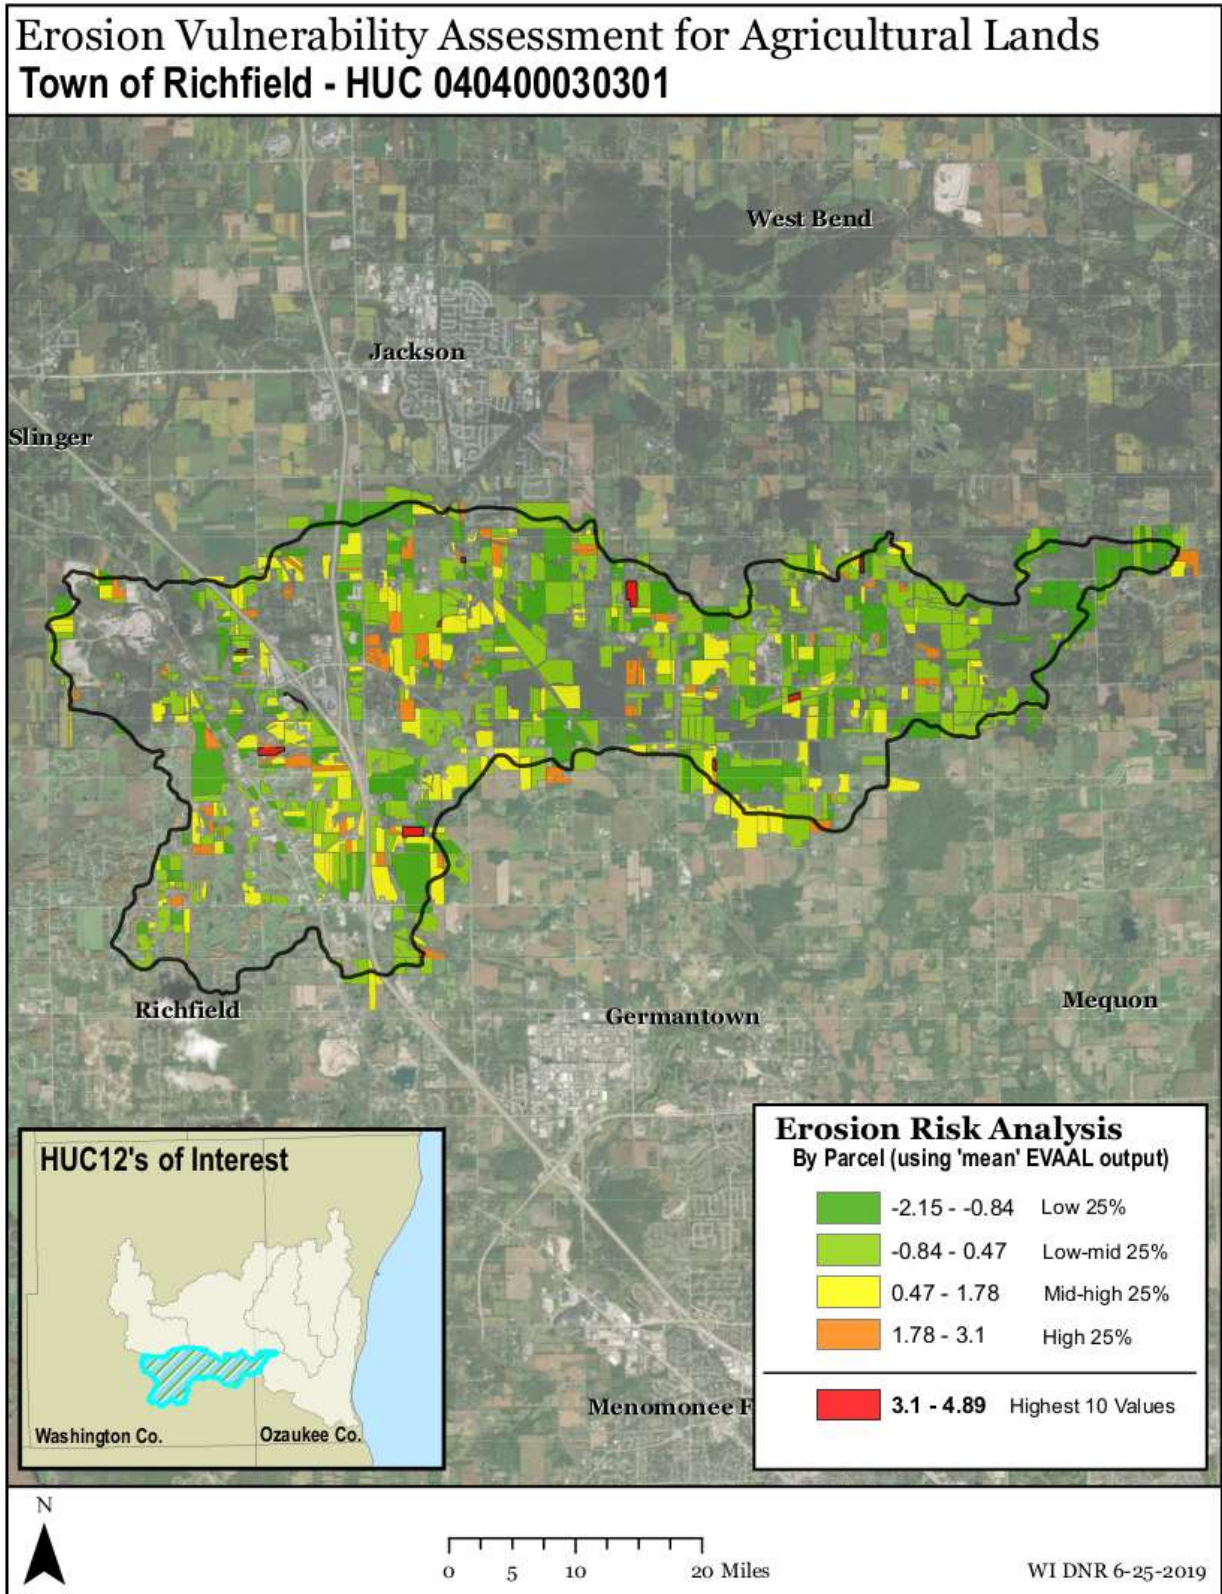 Erosion Vulnerability Assessment for Agricultural Lands
Town of Richfield - HUC 040400030301
West Bend
Jackson
Slinger
Richfield
Germantown
Mequon
Menomonee F
HUC12's of Interest
Washington Co.
Ozaukee Co.
Erosion Risk Analysis
By Parcel (using 'mean' EVAAL output)
-2.15 - -0.84 Low 25%
-0.84 - 0.47 Low-mid 25%
0.47 - 1.78 Mid-high 25%
1.78 - 3.1 High 25%
3.1 - 4.89 Highest 10 Values
N
0 5 10 20 Miles
WI DNR 6-25-2019